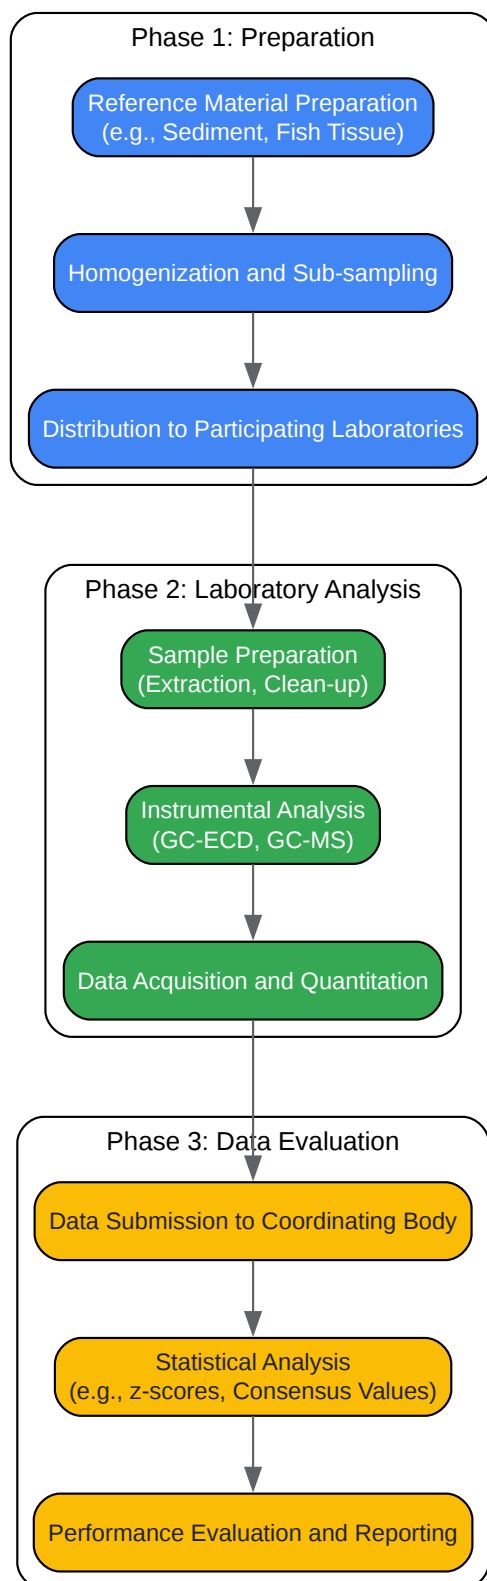 Phase 1: Preparation
Reference Material Preparation
(e.g., Sediment, Fish Tissue)
Homogenization and Sub-sampling
Distribution to Participating Laboratories
Phase 2: Laboratory Analysis
Sample Preparation
(Extraction, Clean-up)
Instrumental Analysis
(GC-ECD, GC-MS)
Data Acquisition and Quantitation
Phase 3: Data Evaluation
Data Submission to Coordinating Body
Statistical Analysis
(e.g., z-scores, Consensus Values)
Performance Evaluation and Reporting